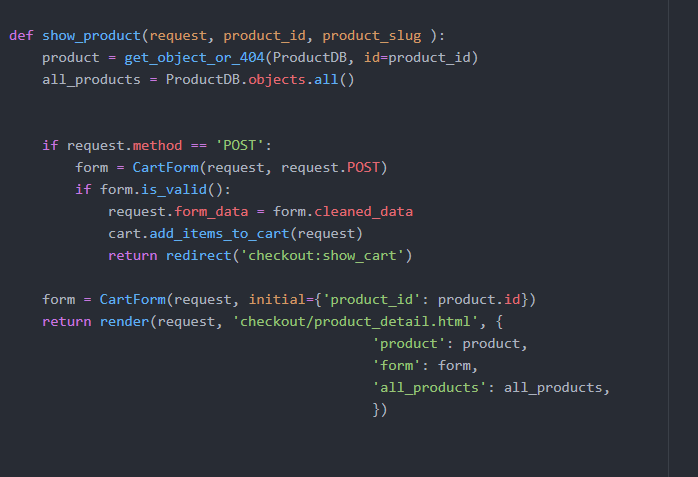 def show_product(request, product_id, product_slug ):
    product = get_object_or_404(ProductDB, id=product_id)
    all_products = ProductDB.objects.all()
    if request.method == 'POST':
        form = CartForm(request, request.POST)
        if form.is_valid():
            request.form_data = form.cleaned_data
            cart.add_items_to_cart(request)
            return redirect('checkout:show_cart')
    form = CartForm(request, initial={'product_id': product.id})
    return render(request, 'checkout/product_detail.html', {
                                            'product': product,
                                            'form': form,
                                            'all_products': all_products,
                                            })